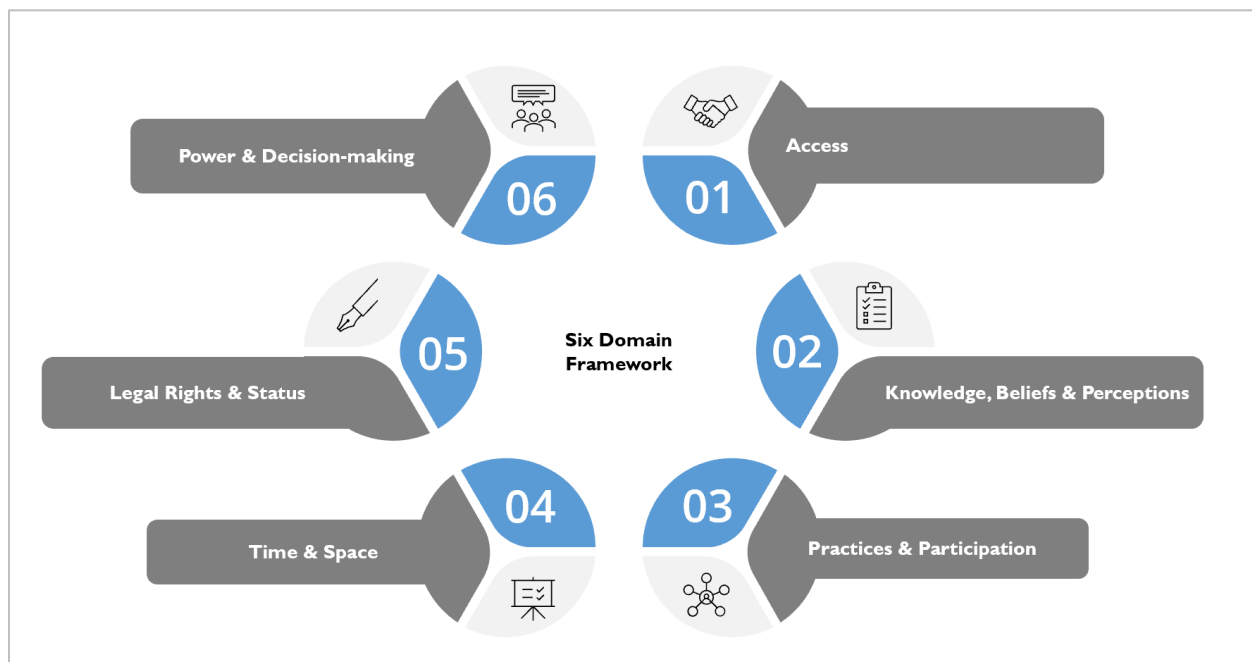 Six Domain
Framework
01
Access
02
Knowledge, Beliefs & Perceptions
03
Practices & Participation
04
Time & Space
05
Legal Rights & Status
06
Power & Decision-making